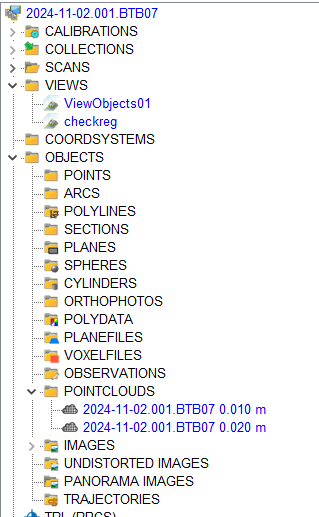 2024-11-02.001.BTB07
CALIBRATIONS
COLLECTIONS
SCANS
VIEWS
ViewObjects01
checkreg
COORDSYSTEMS
OBJECTS
POINTS
ARCS
POLYLINES
SECTIONS
PLANES
SPHERES
CYLINDERS
ORTHOPHOTOS
POLYDATA
PLANEFILES
VOXELFILES
OBSERVATIONS
POINTCLOUDS
2024-11-02.001.BTB07 0.010 m
2024-11-02.001.BTB07 0.020 m
IMAGES
UNDISTORTED IMAGES
PANORAMA IMAGES
TRAJECTORIES